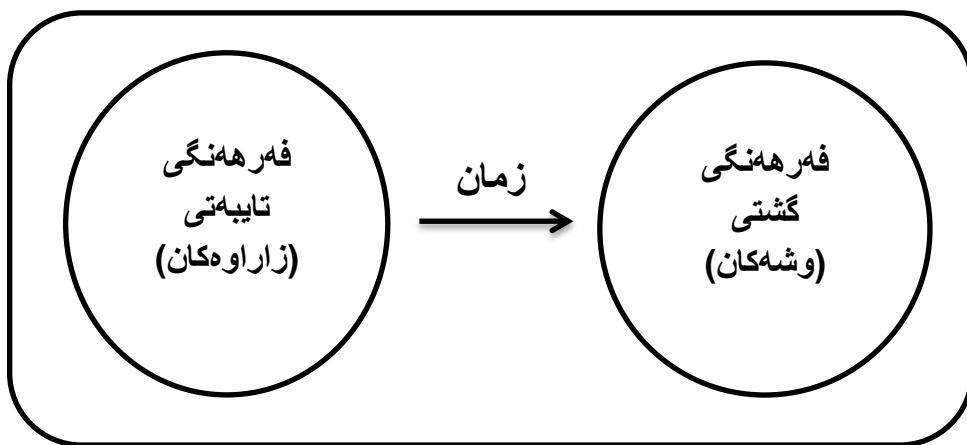 فەرهەنگی
گشتی
(وشەکان)
زمان
فەرهەنگی
تایبەتی
(زاراوەکان)